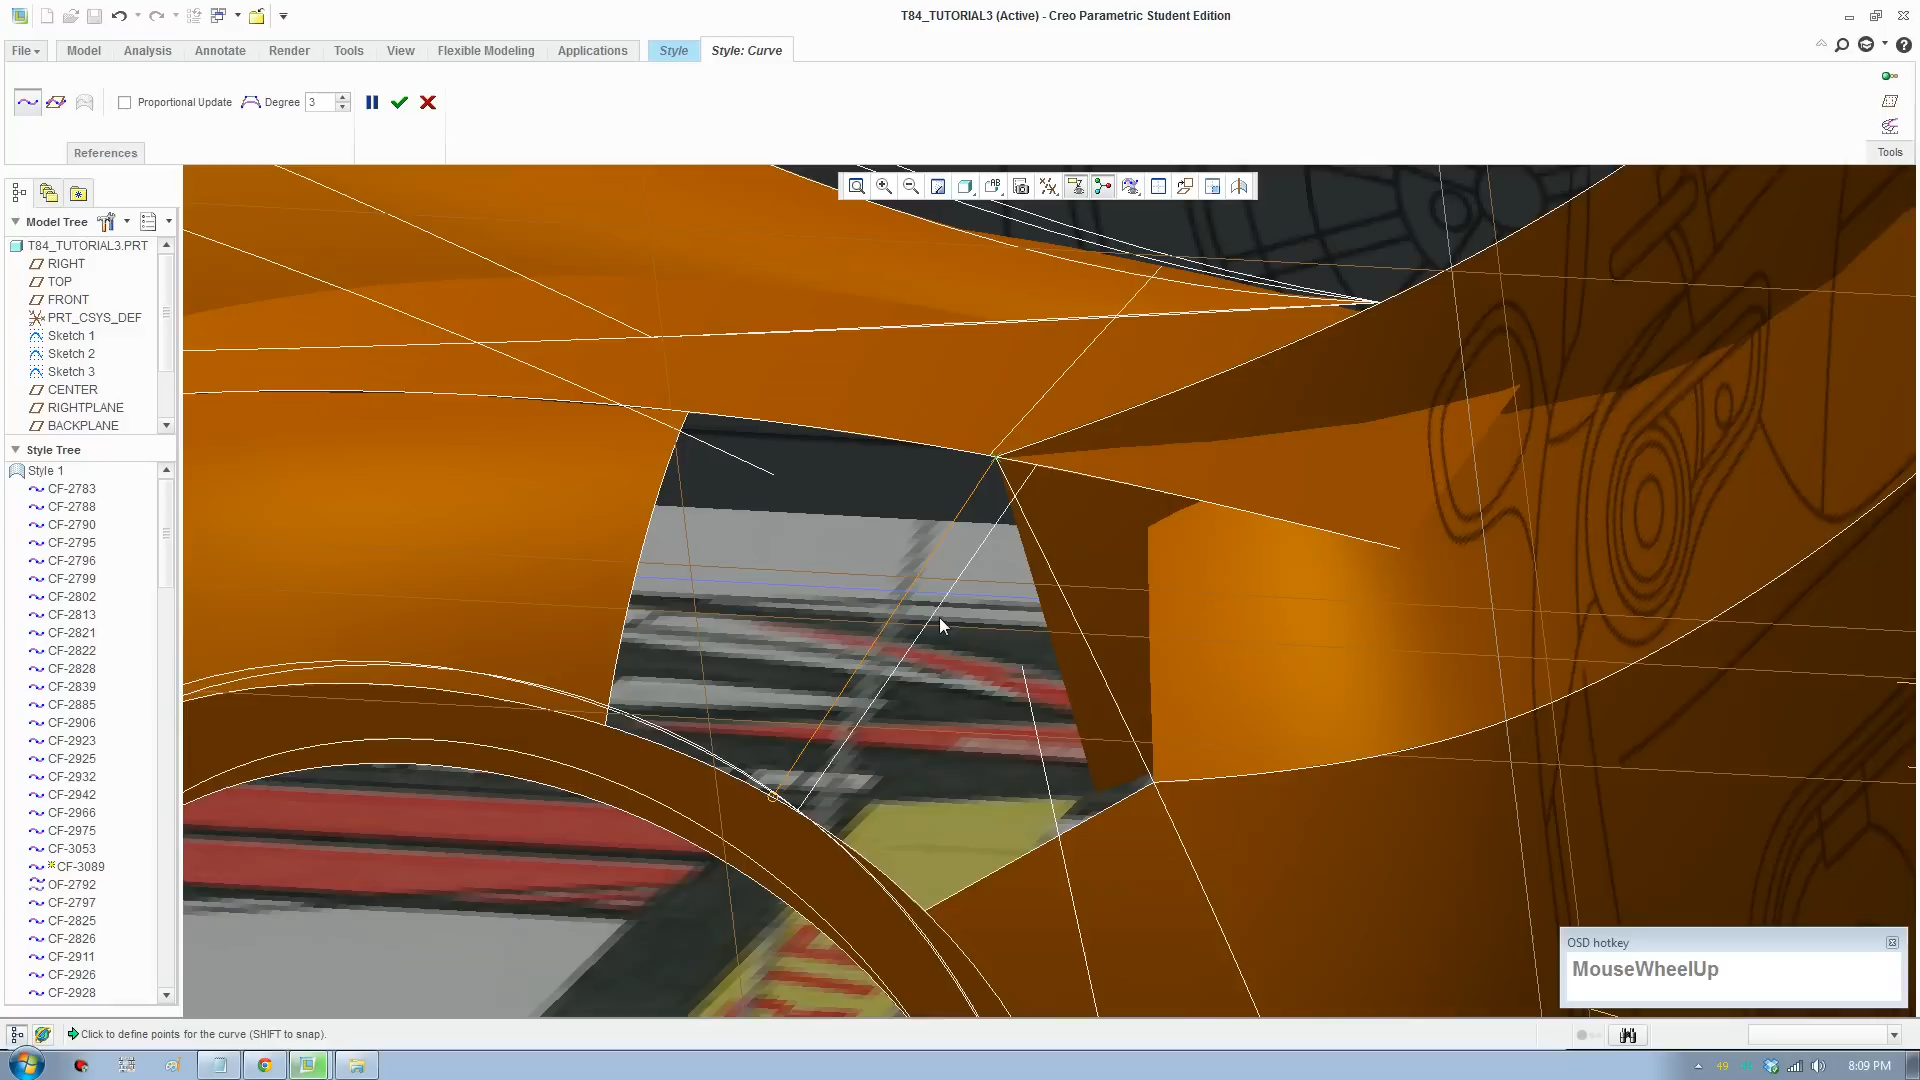 T84_TUTORIAL3 (Active) - Creo Parametric Student Edition
File
Model
Analysis
Annotate
Render
Tools
View
Flexible Modeling
Applications
Style
Style: Curve
Proportional Update
Degree
3
References
Tools
Model Tree
T84_TUTORIAL3.PRT
RIGHT
TOP
FRONT
PRT_CSYS_DEF
Sketch 1
Sketch 2
Sketch 3
CENTER
RIGHTPLANE
BACKPLANE
Style Tree
Style 1
CF-2783
CF-2788
CF-2790
CF-2795
CF-2796
CF-2799
CF-2802
CF-2813
CF-2821
CF-2822
CF-2828
CF-2839
CF-2885
CF-2906
CF-2923
CF-2925
CF-2932
CF-2942
CF-2966
CF-2975
CF-3053
CF-3089
OF-2792
CF-2797
CF-2825
CF-2826
CF-2911
CF-2926
CF-2928
OSD hotkey
MouseWheelUp
Click to define points for the curve (SHIFT to snap).
49
8:09 PM